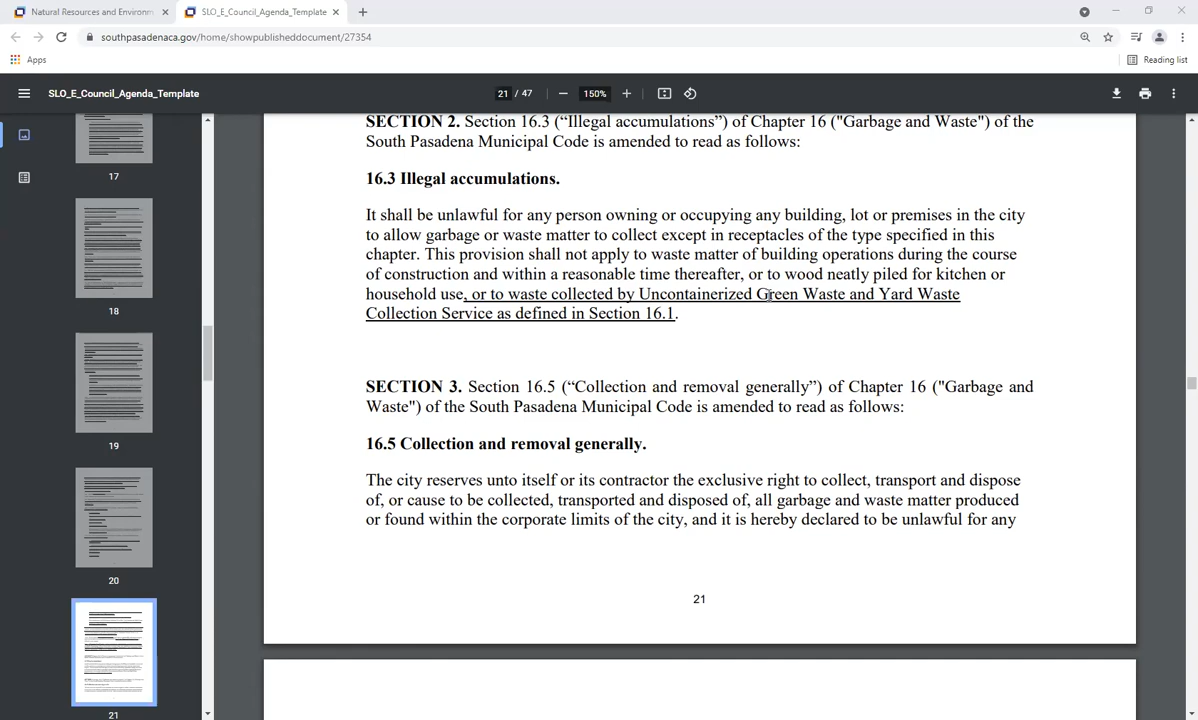 Natural Resources and Environm
SLO_E_Council_Agenda_Template
southpasadenaca.gov/home/showpublisheddocument/27354
Apps
Reading list
SLO_E_Council_Agenda_Template
21 / 47
150%
17
18
19
20
21
SECTION 2. Section 16.3 (“Illegal accumulations”) of Chapter 16 ("Garbage and Waste") of the
South Pasadena Municipal Code is amended to read as follows:
16.3 Illegal accumulations.
It shall be unlawful for any person owning or occupying any building, lot or premises in the city
to allow garbage or waste matter to collect except in receptacles of the type specified in this
chapter. This provision shall not apply to waste matter of building operations during the course
of construction and within a reasonable time thereafter, or to wood neatly piled for kitchen or
household use, or to waste collected by Uncontainerized Green Waste and Yard Waste
Collection Service as defined in Section 16.1.
SECTION 3. Section 16.5 (“Collection and removal generally”) of Chapter 16 ("Garbage and
Waste") of the South Pasadena Municipal Code is amended to read as follows:
16.5 Collection and removal generally.
The city reserves unto itself or its contractor the exclusive right to collect, transport and dispose
of, or cause to be collected, transported and disposed of, all garbage and waste matter produced
or found within the corporate limits of the city, and it is hereby declared to be unlawful for any
21